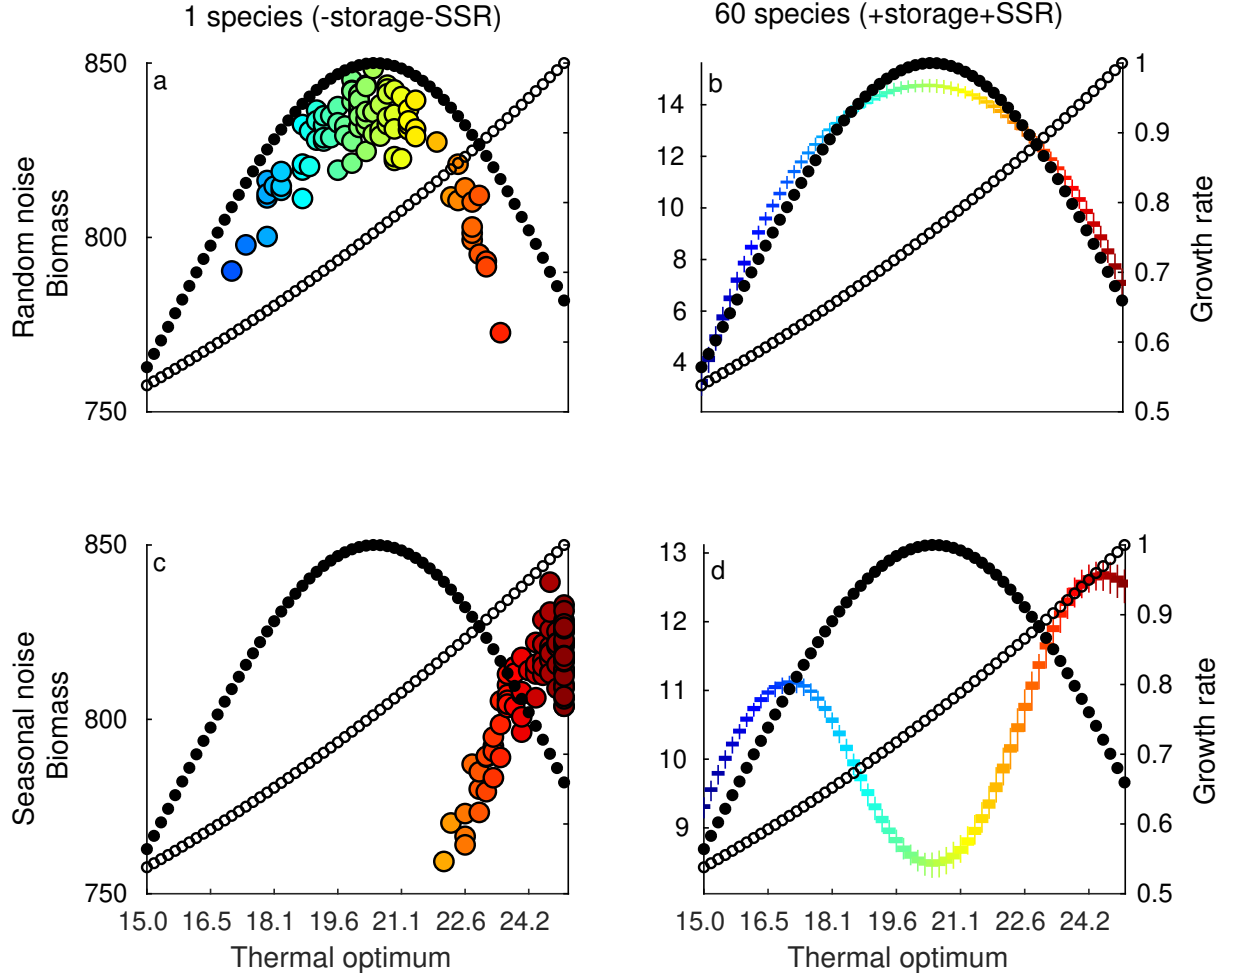 1 species (-storage-SSR)
60 species (+storage+SSR)
a
850
800
750
Random noise
Biomass
b
14
12
10
8
6
4
1
0.9
0.8
0.7
0.6
0.5
Growth rate
c
850
800
750
Seasonal noise
Biomass
15.0 16.5 18.1 19.6 21.1 22.6 24.2
Thermal optimum
d
13
12
11
10
9
1
0.9
0.8
0.7
0.6
0.5
Growth rate
15.0 16.5 18.1 19.6 21.1 22.6 24.2
Thermal optimum